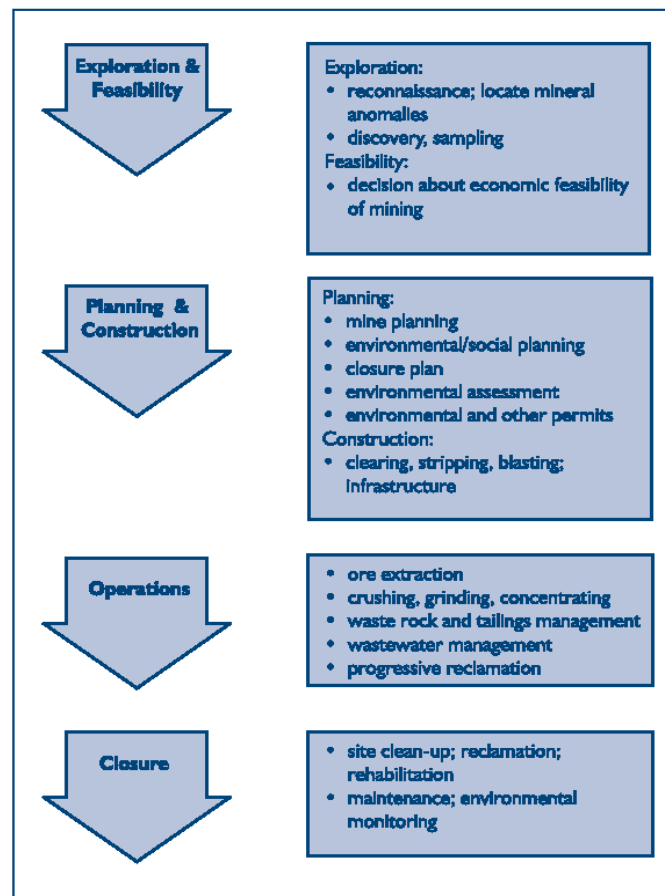 Exploration &
Feasibility
Exploration:
• reconnaissance; locate mineral
anomalies
• discovery, sampling
Feasibility:
• decision about economic feasibility
of mining
Planning &
Construction
Planning:
• mine planning
• environmental/social planning
• closure plan
• environmental assessment
• environmental and other permits
Construction:
• clearing, stripping, blasting;
infrastructure
Operations
• ore extraction
• crushing, grinding, concentrating
• waste rock and tailings management
• wastewater management
• progressive reclamation
Closure
• site clean-up; reclamation;
rehabilitation
• maintenance; environmental
monitoring